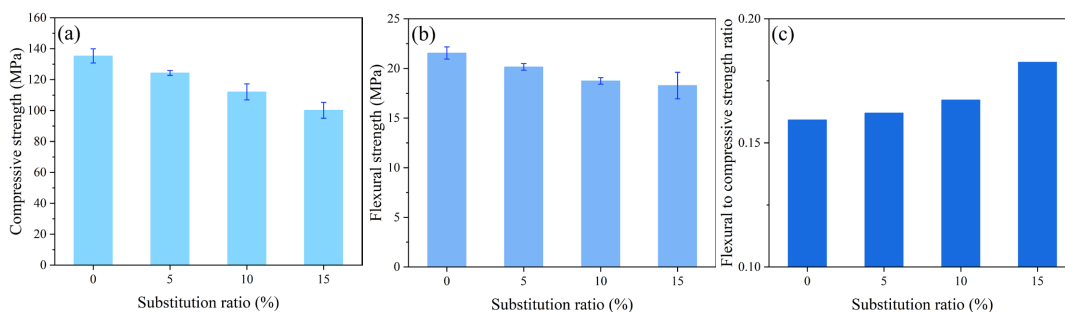 (a)
Compressive strength (MPa)
160
140
120
100
80
60
40
20
0
0 5 10 15
Substitution ratio (%)
(b)
Flexural strength (MPa)
25
20
15
10
5
0
0 5 10 15
Substitution ratio (%)
(c)
Flexural to compressive strength ratio
0.20
0.15
0.10
0 5 10 15
Substitution ratio (%)